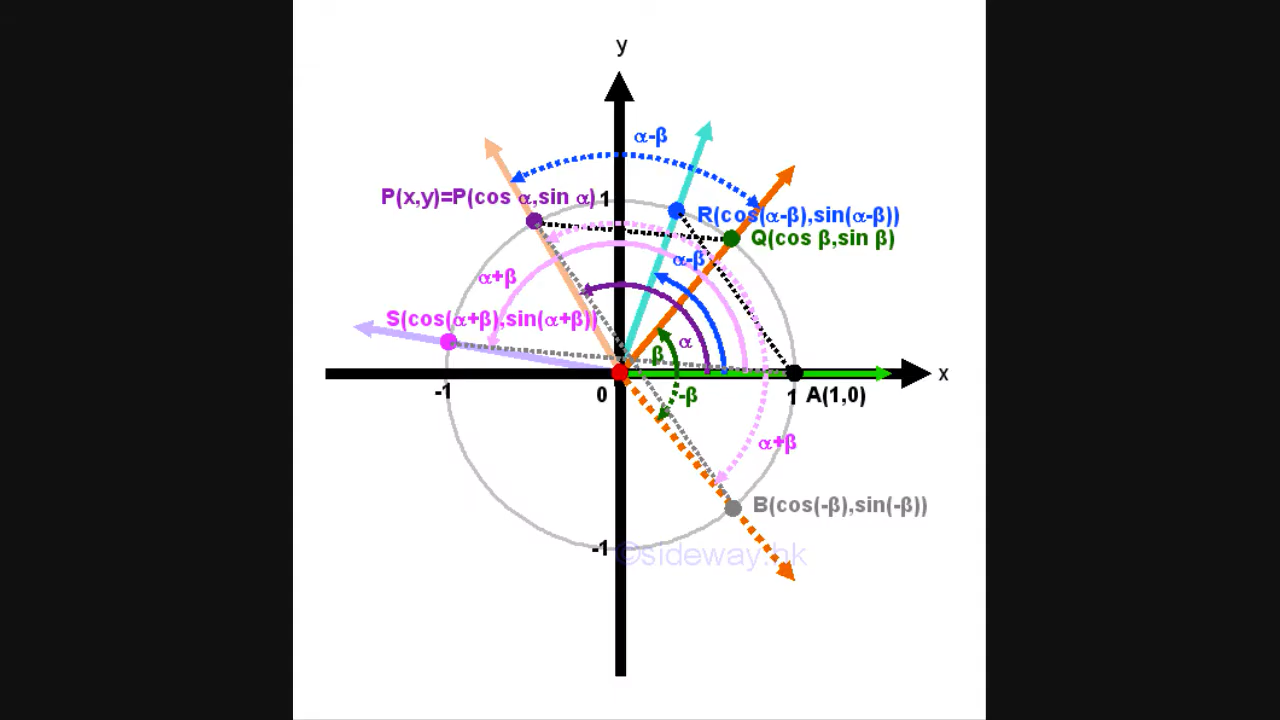 y
α-β
P(x,y)=P(cos α,sin α)
1
R(cos(α-β),sin(α-β))
Q(cos β,sin β)
α-β
α+β
S(cos(α+β),sin(α+β))
α
β
x
-1
0
-β
1
A(1,0)
α+β
B(cos(-β),sin(-β))
-1
©sideway.hk